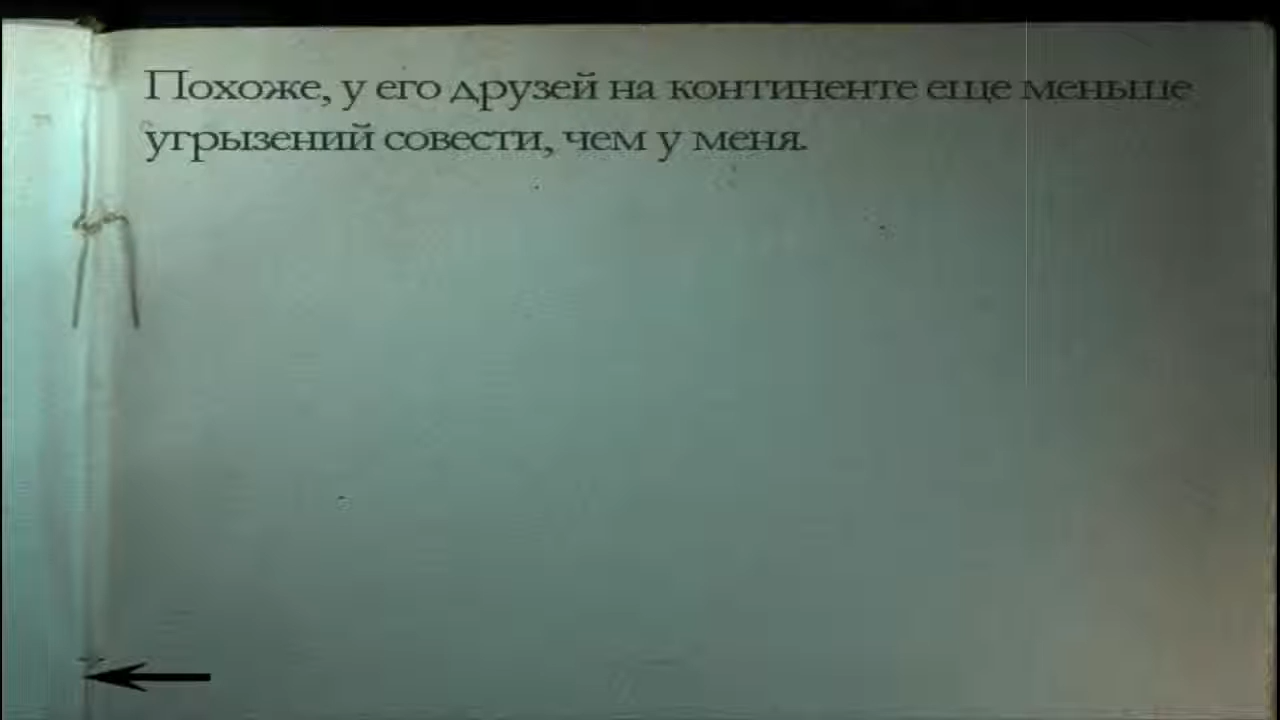 Похоже, у его друзей на континенте еще меньше
угрызений совести, чем у меня.